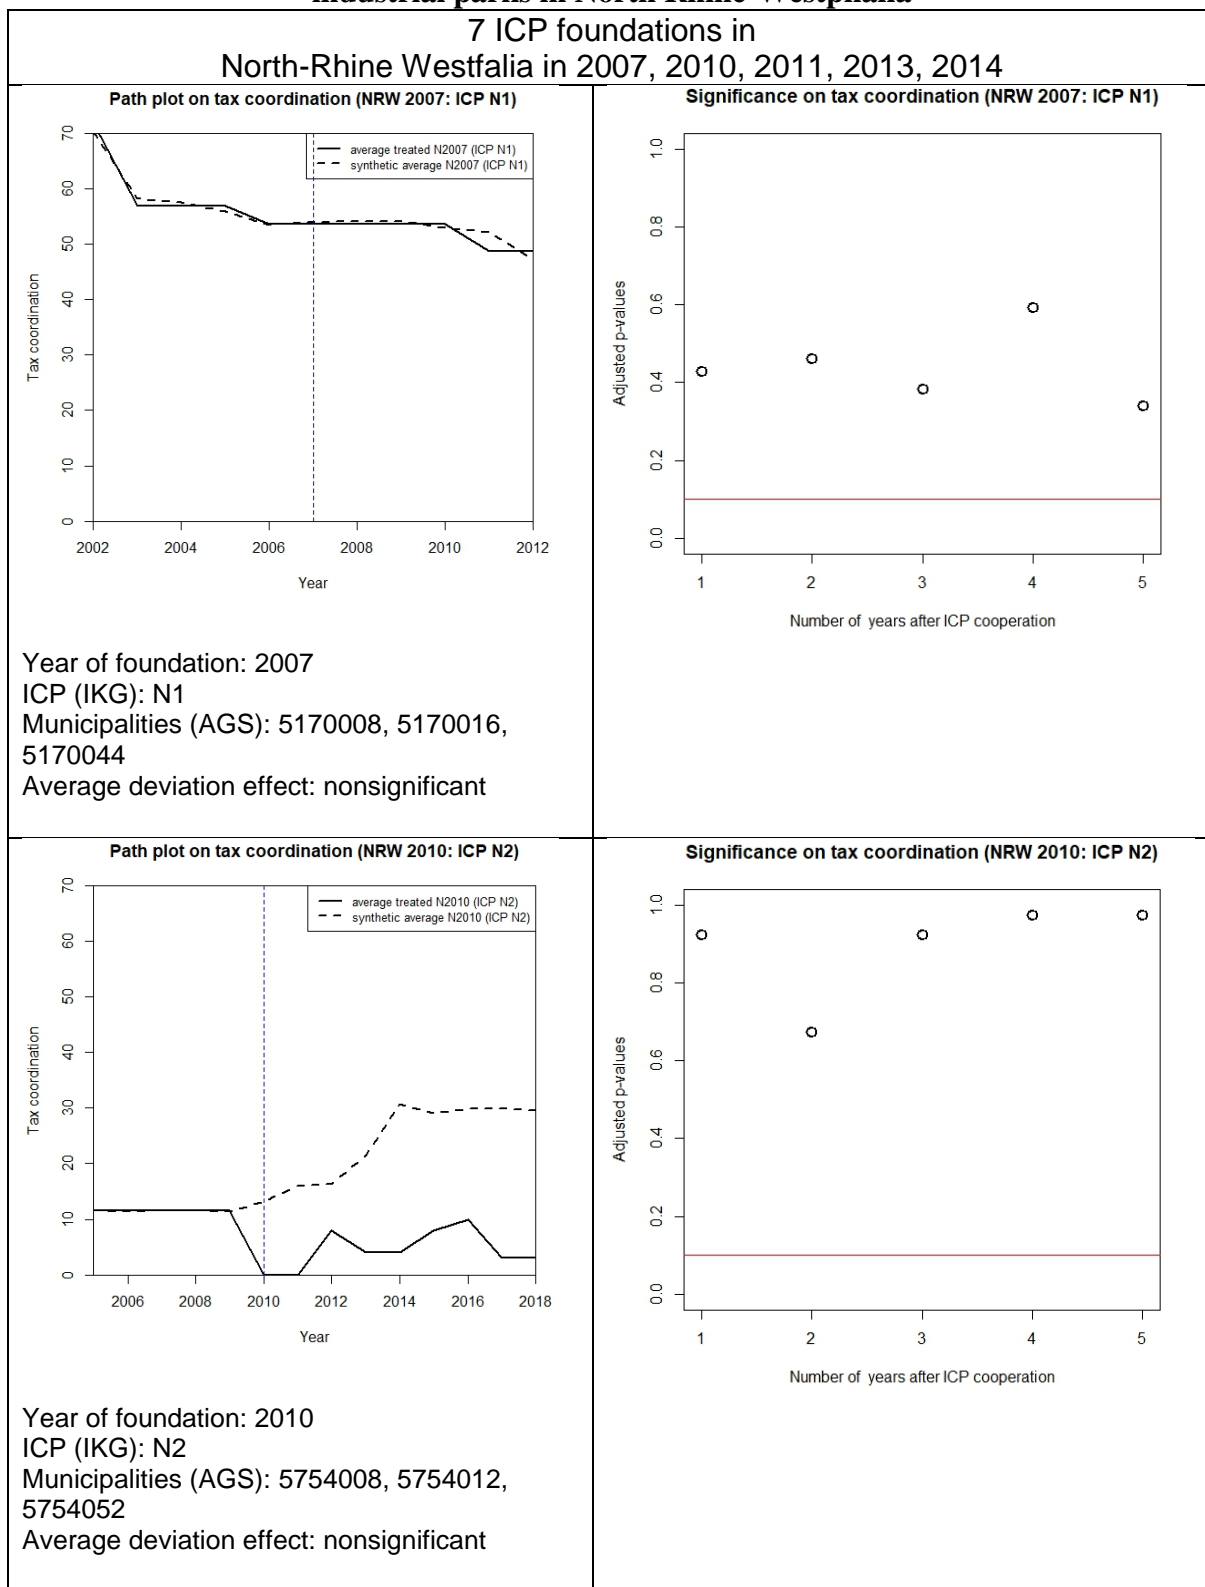 industrial parks in North Rhine-Westphalia
7 ICP foundations in
North-Rhine Westfalia in 2007, 2010, 2011, 2013, 2014
Path plot on tax coordination (NRW 2007: ICP N1)
70
60
50
40
30
20
10
0
Tax coordination
average treated N2007 (ICP N1)
synthetic average N2007 (ICP N1)
2002 2004 2006 2008 2010 2012
Year
Year of foundation: 2007
ICP (IKG): N1
Municipalities (AGS): 5170008, 5170016,
5170044
Average deviation effect: nonsignificant
Significance on tax coordination (NRW 2007: ICP N1)
1.0
0.8
0.6
0.4
0.2
0.0
Adjusted p-values
1 2 3 4 5
Number of years after ICP cooperation
Path plot on tax coordination (NRW 2010: ICP N2)
70
60
50
40
30
20
10
0
Tax coordination
average treated N2010 (ICP N2)
synthetic average N2010 (ICP N2)
2006 2008 2010 2012 2014 2016 2018
Year
Year of foundation: 2010
ICP (IKG): N2
Municipalities (AGS): 5754008, 5754012,
5754052
Average deviation effect: nonsignificant
Significance on tax coordination (NRW 2010: ICP N2)
1.0
0.8
0.6
0.4
0.2
0.0
Adjusted p-values
1 2 3 4 5
Number of years after ICP cooperation